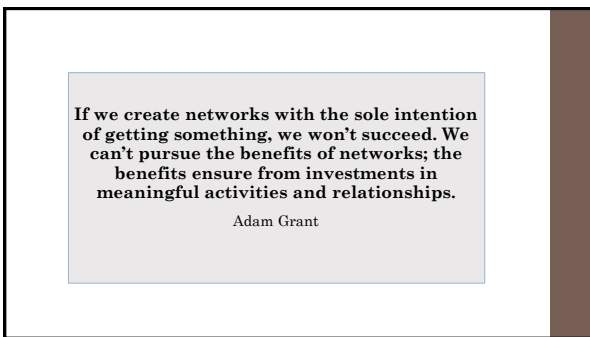 If we create networks with the sole intention
of getting something, we won’t succeed. We
can’t pursue the benefits of networks; the
benefits ensure from investments in
meaningful activities and relationships.
Adam Grant